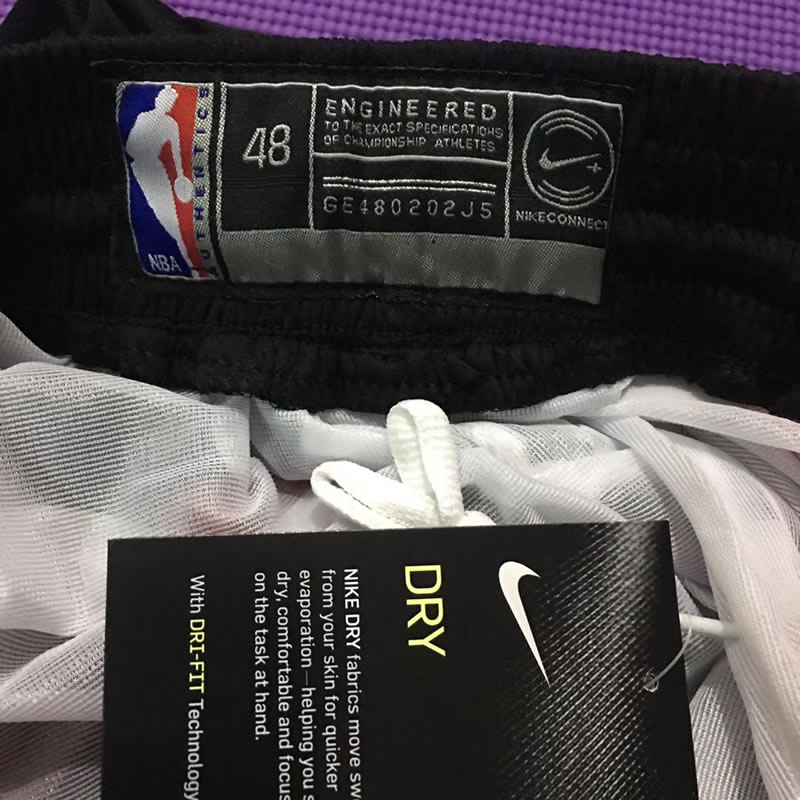 NBA
AUTHENTICS
48
ENGINEERED
TO THE EXACT SPECIFICATIONS
OF CHAMPIONSHIP ATHLETES
GE480202J5
NIKECONNECT
DRY
NIKE DRY fabrics move
from your skin for quicker
evaporation—helping you
dry, comfortable and
on the task at hand.
With DRI-FIT Technology